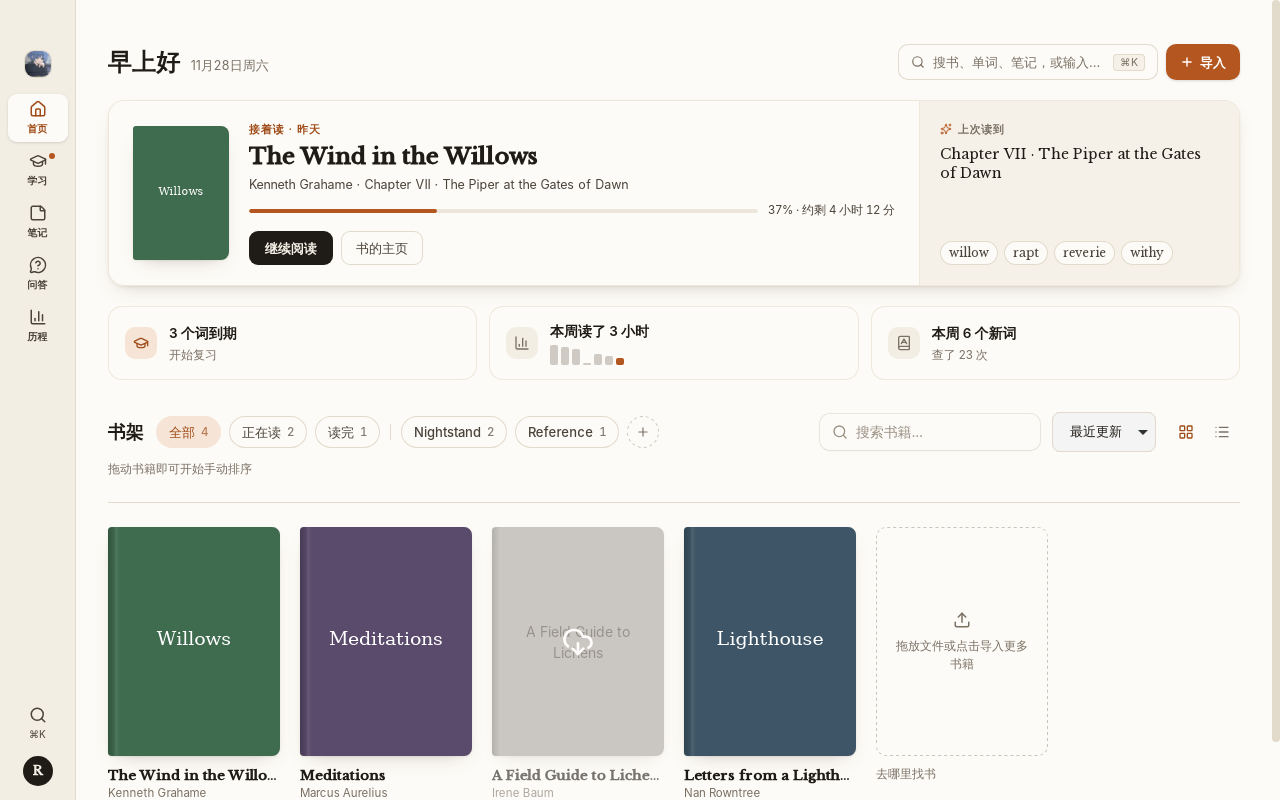 早上好
11月28日周六
搜书、单词、笔记，或输入...
⌘K
导入
首页
学习
笔记
问答
历程
⌘K
R
Willows
接着读 · 昨天
The Wind in the Willows
Kenneth Grahame · Chapter VII · The Piper at the Gates of Dawn
37% · 约剩 4 小时 12 分
继续阅读
书的主页
上次读到
Chapter VII · The Piper at the Gates
of Dawn
willow
rapt
reverie
withy
3 个词到期
开始复习
本周读了 3 小时
本周 6 个新词
查了 23 次
书架
全部 4
正在读 2
读完 1
Nightstand 2
Reference 1
搜索书籍...
最近更新
拖动书籍即可开始手动排序
Willows
The Wind in the Willo...
Kenneth Grahame
Meditations
Meditations
Marcus Aurelius
A Field Guide to
Lichens
A Field Guide to Liche...
Irene Baum
Lighthouse
Letters from a Lighth...
Nan Rowntree
拖放文件或点击导入更多
书籍
去哪里找书